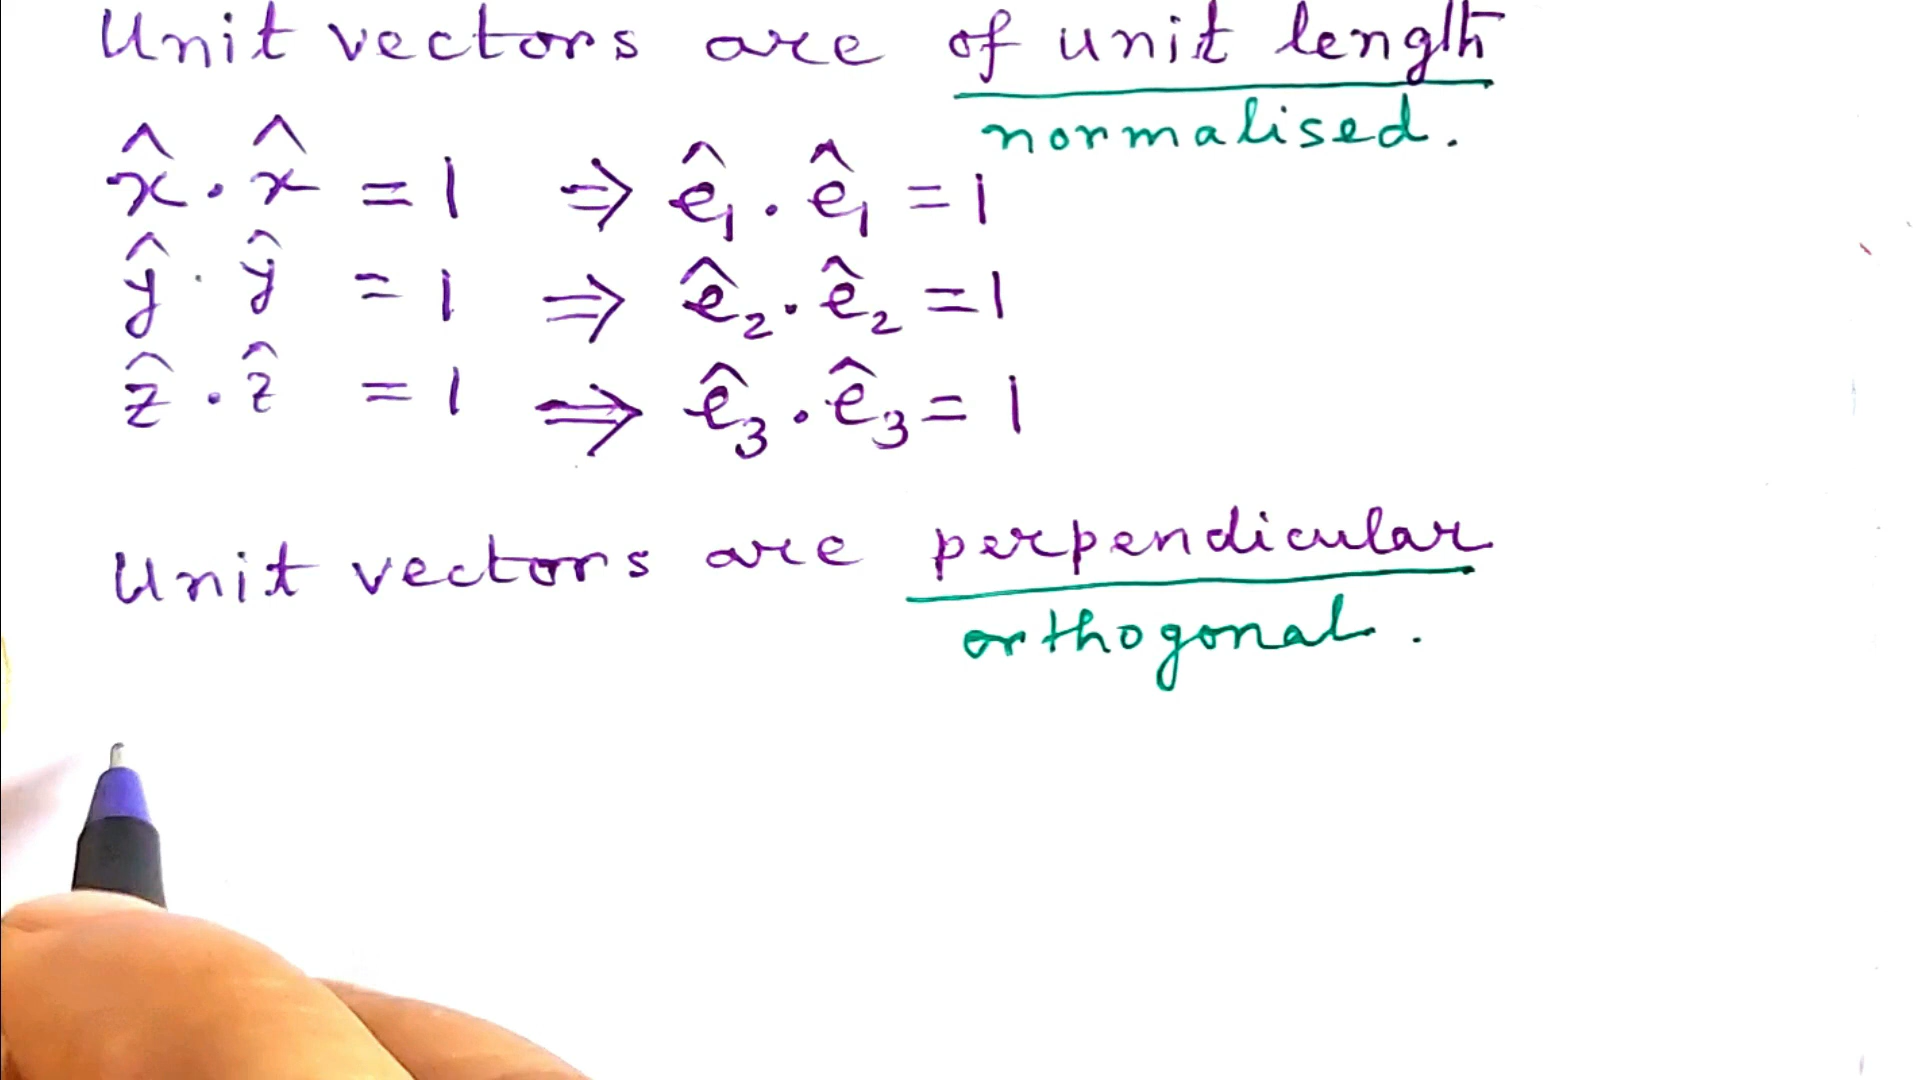 Unit vectors are of unit length
normalised.
x̂ . x̂ = 1 ⇒ ê₁ . ê₁ = 1
ŷ . ŷ = 1 ⇒ ê₂ . ê₂ = 1
ẑ . ẑ = 1 ⇒ ê₃ . ê₃ = 1
Unit vectors are perpendicular
orthogonal.